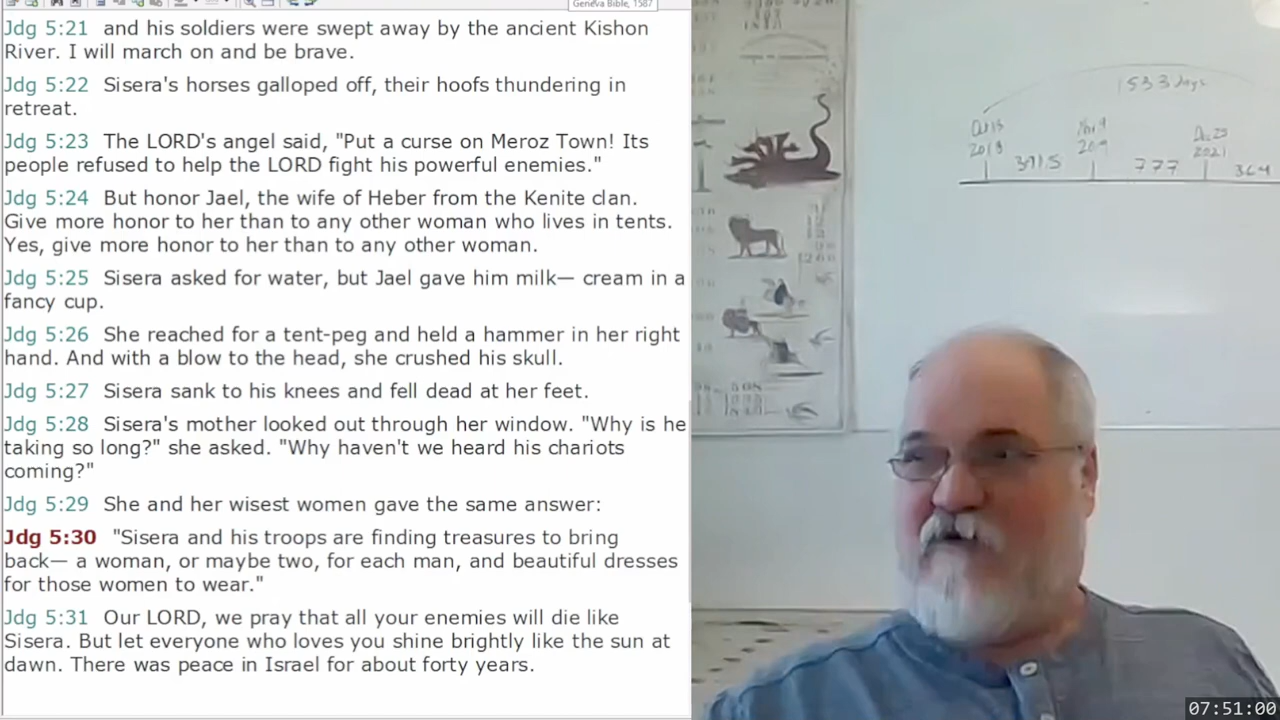 Geneva Bible, 1587
Jdg 5:21 and his soldiers were swept away by the ancient Kishon
River. I will march on and be brave.
Jdg 5:22 Sisera's horses galloped off, their hoofs thundering in
retreat.
Jdg 5:23 The LORD's angel said, "Put a curse on Meroz Town! Its
people refused to help the LORD fight his powerful enemies."
Jdg 5:24 But honor Jael, the wife of Heber from the Kenite clan.
Give more honor to her than to any other woman who lives in tents.
Yes, give more honor to her than to any other woman.
Jdg 5:25 Sisera asked for water, but Jael gave him milk— cream in a
fancy cup.
Jdg 5:26 She reached for a tent-peg and held a hammer in her right
hand. And with a blow to the head, she crushed his skull.
Jdg 5:27 Sisera sank to his knees and fell dead at her feet.
Jdg 5:28 Sisera's mother looked out through her window. "Why is he
taking so long?" she asked. "Why haven't we heard his chariots
coming?"
Jdg 5:29 She and her wisest women gave the same answer:
Jdg 5:30 "Sisera and his troops are finding treasures to bring
back— a woman, or maybe two, for each man, and beautiful dresses
for those women to wear."
Jdg 5:31 Our LORD, we pray that all your enemies will die like
Sisera. But let everyone who loves you shine brightly like the sun at
dawn. There was peace in Israel for about forty years.
1533 days
2018 2021
777 364
07:51:00